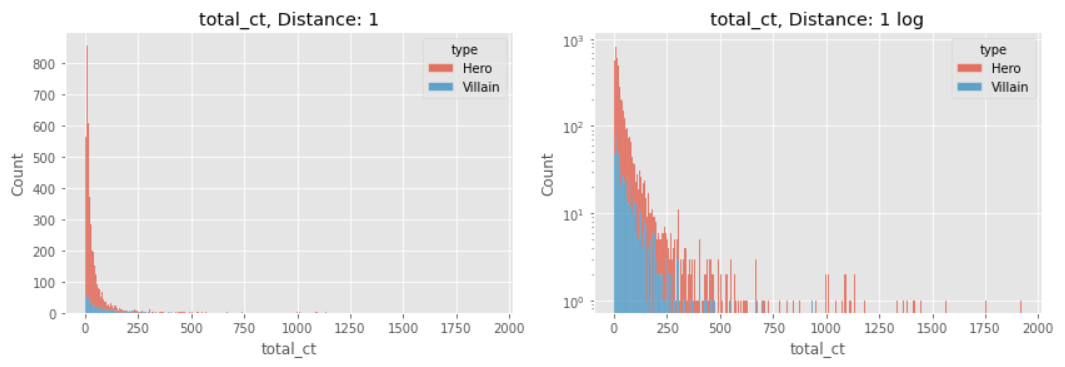 total_ct, Distance: 1
type
Hero
Villain
Count
800
700
600
500
400
300
200
100
0
0
250
500
750
1000
1250
1500
1750
2000
total_ct
total_ct, Distance: 1 log
type
Hero
Villain
Count
10³
10²
10¹
10⁰
0
250
500
750
1000
1250
1500
1750
2000
total_ct